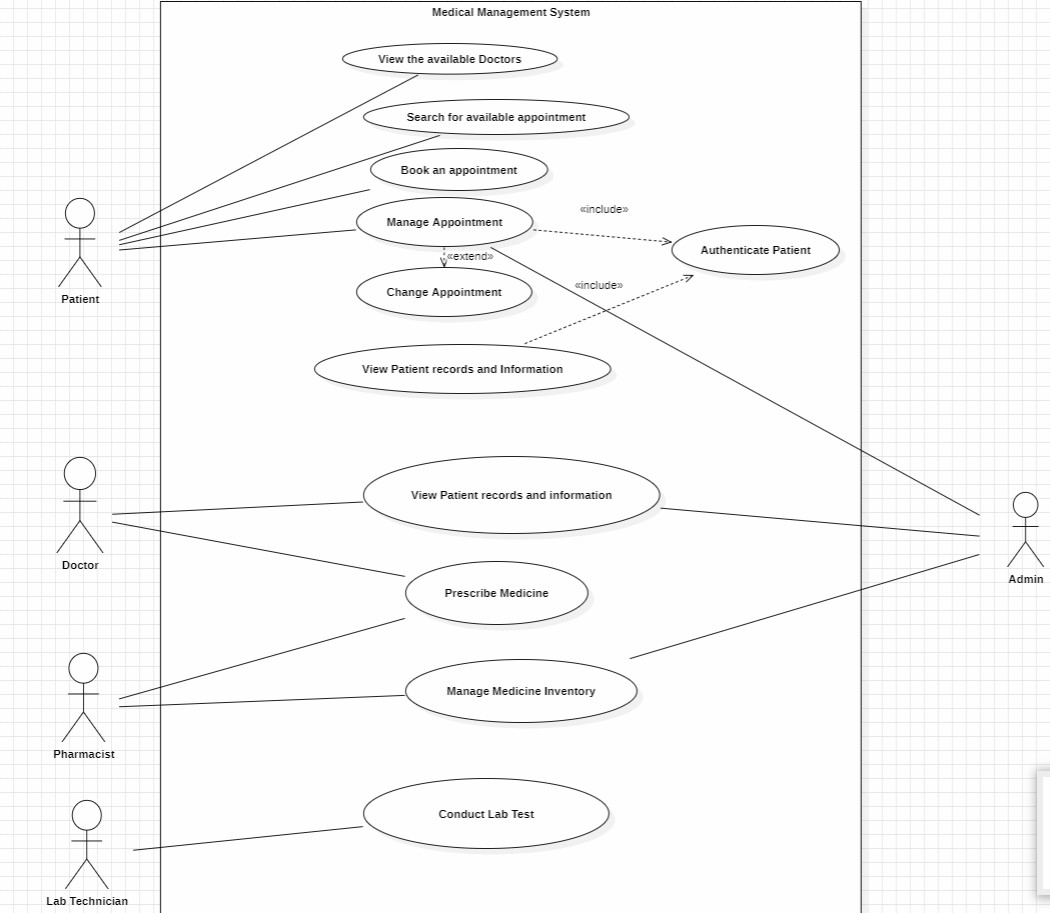 Medical Management System
View the available Doctors
Search for available appointment
Book an appointment
Manage Appointment
«include»
Authenticate Patient
«extend»
Change Appointment
«include»
Patient
View Patient records and Information
View Patient records and information
Doctor
Admin
Prescribe Medicine
Manage Medicine Inventory
Pharmacist
Conduct Lab Test
Lab Technician